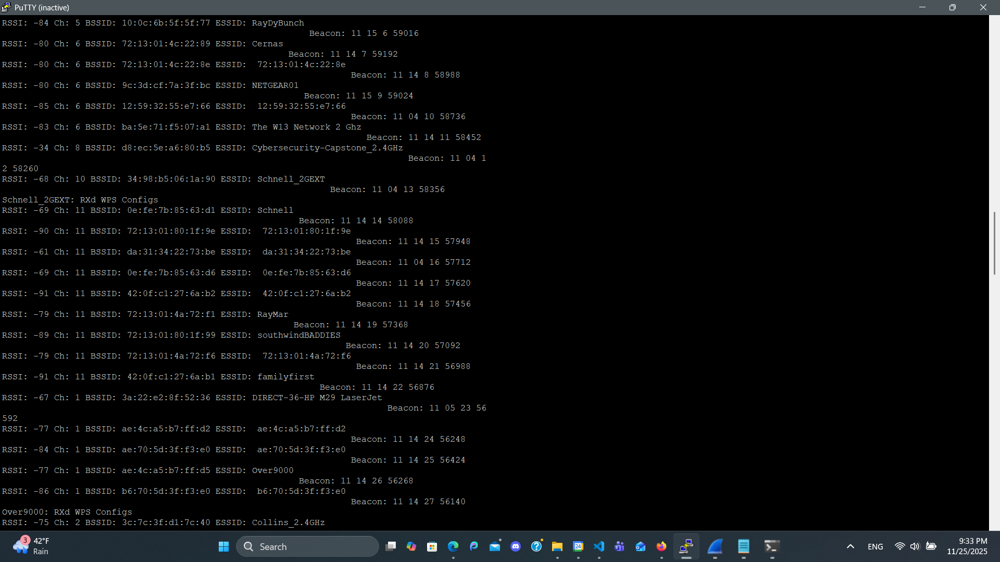 PuTTY (inactive)
RSSI: -84 Ch: 5 BSSID: 10:0c:6b:5f:5f:77 ESSID: RayDyBunch
Beacon: 11 15 6 59016
RSSI: -80 Ch: 6 BSSID: 72:13:01:4c:22:89 ESSID: Cernas
Beacon: 11 14 7 59192
RSSI: -80 Ch: 6 BSSID: 72:13:01:4c:22:8e ESSID: 72:13:01:4c:22:8e
Beacon: 11 14 8 58988
RSSI: -80 Ch: 6 BSSID: 9c:3d:cf:7a:3f:bc ESSID: NETGEAR01
Beacon: 11 15 9 59024
RSSI: -85 Ch: 6 BSSID: 12:59:32:55:e7:66 ESSID: 12:59:32:55:e7:66
Beacon: 11 04 10 58736
RSSI: -83 Ch: 6 BSSID: ba:5e:71:f5:07:a1 ESSID: The W13 Network 2 Ghz
Beacon: 11 14 11 58452
RSSI: -34 Ch: 8 BSSID: d8:ec:5e:a6:80:b5 ESSID: Cybersecurity-Capstone_2.4GHz
Beacon: 11 04 1
2 58260
RSSI: -68 Ch: 10 BSSID: 34:98:b5:06:1a:90 ESSID: Schnell_2GEXT
Beacon: 11 04 13 58356
Schnell_2GEXT: RXd WPS Configs
RSSI: -69 Ch: 11 BSSID: 0e:fe:7b:85:63:d1 ESSID: Schnell
Beacon: 11 14 14 58088
RSSI: -90 Ch: 11 BSSID: 72:13:01:80:1f:9e ESSID: 72:13:01:80:1f:9e
Beacon: 11 14 15 57948
RSSI: -61 Ch: 11 BSSID: da:31:34:22:73:be ESSID: da:31:34:22:73:be
Beacon: 11 04 16 57712
RSSI: -69 Ch: 11 BSSID: 0e:fe:7b:85:63:d6 ESSID: 0e:fe:7b:85:63:d6
Beacon: 11 14 17 57620
RSSI: -91 Ch: 11 BSSID: 42:0f:c1:27:6a:b2 ESSID: 42:0f:c1:27:6a:b2
Beacon: 11 14 18 57456
RSSI: -79 Ch: 11 BSSID: 72:13:01:4a:72:f1 ESSID: RayMar
Beacon: 11 14 19 57368
RSSI: -89 Ch: 11 BSSID: 72:13:01:80:1f:99 ESSID: southwindBADDIES
Beacon: 11 14 20 57092
RSSI: -79 Ch: 11 BSSID: 72:13:01:4a:72:f6 ESSID: 72:13:01:4a:72:f6
Beacon: 11 14 21 56988
RSSI: -91 Ch: 11 BSSID: 42:0f:c1:27:6a:b1 ESSID: familyfirst
Beacon: 11 14 22 56876
RSSI: -67 Ch: 1 BSSID: 3a:22:e2:8f:52:36 ESSID: DIRECT-36-HP M29 LaserJet
Beacon: 11 05 23 56
592
RSSI: -77 Ch: 1 BSSID: ae:4c:a5:b7:ff:d2 ESSID: ae:4c:a5:b7:ff:d2
Beacon: 11 14 24 56248
RSSI: -84 Ch: 1 BSSID: ae:70:5d:3f:f3:e0 ESSID: ae:70:5d:3f:f3:e0
Beacon: 11 14 25 56424
RSSI: -77 Ch: 1 BSSID: ae:4c:a5:b7:ff:d5 ESSID: Over9000
Beacon: 11 14 26 56268
RSSI: -86 Ch: 1 BSSID: b6:70:5d:3f:f3:e0 ESSID: b6:70:5d:3f:f3:e0
Beacon: 11 14 27 56140
Over9000: RXd WPS Configs
RSSI: -75 Ch: 2 BSSID: 3c:7c:3f:d1:7c:40 ESSID: Collins_2.4GHz
3
42°F
Rain
Search
24
ENG
9:33 PM
11/25/2025